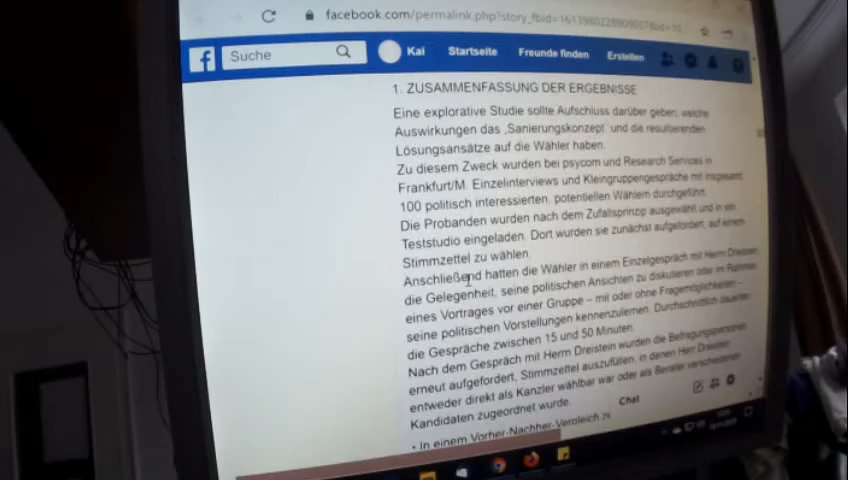 facebook.com/permalink.php?story_fbid=
Suche
Kai Startseite Freunde finden Erstellen
1. ZUSAMMENFASSUNG DER ERGEBNISSE
Eine explorative Studie sollte Aufschluss darüber geben, welche
Auswirkungen das „Sanierungskonzept" und die resultierenden
Lösungsansätze auf die Wähler haben.
Zu diesem Zweck wurden bei psycom und Research Services in
Frankfurt/M. Einzelinterviews und Kleingruppengespräche mit insgesamt
100 politisch interessierten, potentiellen Wählern durchgeführt.
Die Probanden wurden nach dem Zufallsprinzip ausgewählt und in ein
Teststudio eingeladen. Dort wurden sie zunächst aufgefordert, auf einem
Stimmzettel zu wählen.
Anschließend hatten die Wähler in einem Einzelgespräch mit Herrn Dreistein
die Gelegenheit, seine politischen Ansichten zu diskutieren oder im Rahmen
eines Vortrages vor einer Gruppe – mit oder ohne Fragemöglichkeiten –
seine politischen Vorstellungen kennenzulernen. Durchschnittlich dauerten
die Gespräche zwischen 15 und 50 Minuten.
Nach dem Gespräch mit Herrn Dreistein wurden die Befragungspersonen
erneut aufgefordert, Stimmzettel auszufüllen, in denen Herr Dreistein
entweder direkt als Kanzler wählbar war oder als Berater verschiedenen
Kandidaten zugeordnet wurde.
Chat
• In einem Vorher-Nachher-Vergleich